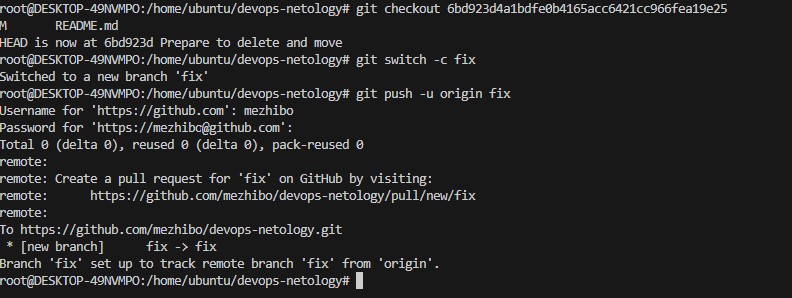 root@DESKTOP-49NVMPO:/home/ubuntu/devops-netology# git checkout 6bd923d4a1bdfe0b4165acc6421cc966fea19e25
M       README.md
HEAD is now at 6bd923d Prepare to delete and move
root@DESKTOP-49NVMPO:/home/ubuntu/devops-netology# git switch -c fix
Switched to a new branch 'fix'
root@DESKTOP-49NVMPO:/home/ubuntu/devops-netology# git push -u origin fix
Username for 'https://github.com': mezhibo
Password for 'https://mezhibo@github.com':
Total 0 (delta 0), reused 0 (delta 0), pack-reused 0
remote:
remote: Create a pull request for 'fix' on GitHub by visiting:
remote:      https://github.com/mezhibo/devops-netology/pull/new/fix
remote:
To https://github.com/mezhibo/devops-netology.git
 * [new branch]      fix -> fix
Branch 'fix' set up to track remote branch 'fix' from 'origin'.
root@DESKTOP-49NVMPO:/home/ubuntu/devops-netology#